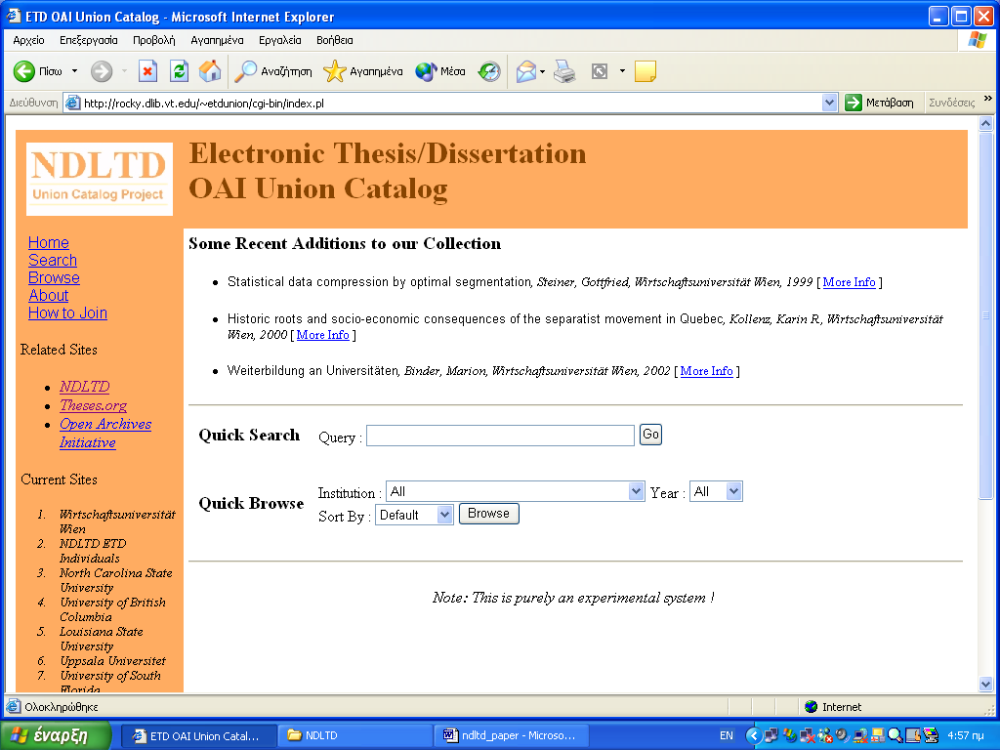 ETD OAI Union Catalog - Microsoft Internet Explorer
Αρχείο Επεξεργασία Προβολή Αγαπημένα Εργαλεία Βοήθεια
Πίσω Αναζήτηση Αγαπημένα Μέσα
Διεύθυνση http://rocky.dlib.vt.edu/~etdunion/cgi-bin/index.pl Μετάβαση Συνδέσεις »
NDLTD
Union Catalog Project
Electronic Thesis/Dissertation
OAI Union Catalog
Home
Search
Browse
About
How to Join
Related Sites
NDLTD
Theses.org
Open Archives
Initiative
Current Sites
1. Wirtschaftsuniversität
Wien
2. NDLTD ETD
Individuals
3. North Carolina State
University
4. University of British
Columbia
5. Louisiana State
University
6. Uppsala Universitet
7. University of South
Florida
Some Recent Additions to our Collection
Statistical data compression by optimal segmentation, Steiner, Gottfried, Wirtschaftsuniversität Wien, 1999 [ More Info ]
Historic roots and socio-economic consequences of the separatist movement in Quebec, Kollenz, Karin R, Wirtschaftsuniversität
Wien, 2000 [ More Info ]
Weiterbildung an Universitäten, Binder, Marion, Wirtschaftsuniversität Wien, 2002 [ More Info ]
Quick Search Query : Go
Quick Browse
Institution : All Year : All
Sort By : Default Browse
Note: This is purely an experimental system !
Ολοκληρώθηκε Internet
έναρξη ETD OAI Union Catal... NDLTD ndltd_paper - Microso... EN 4:57 πμ